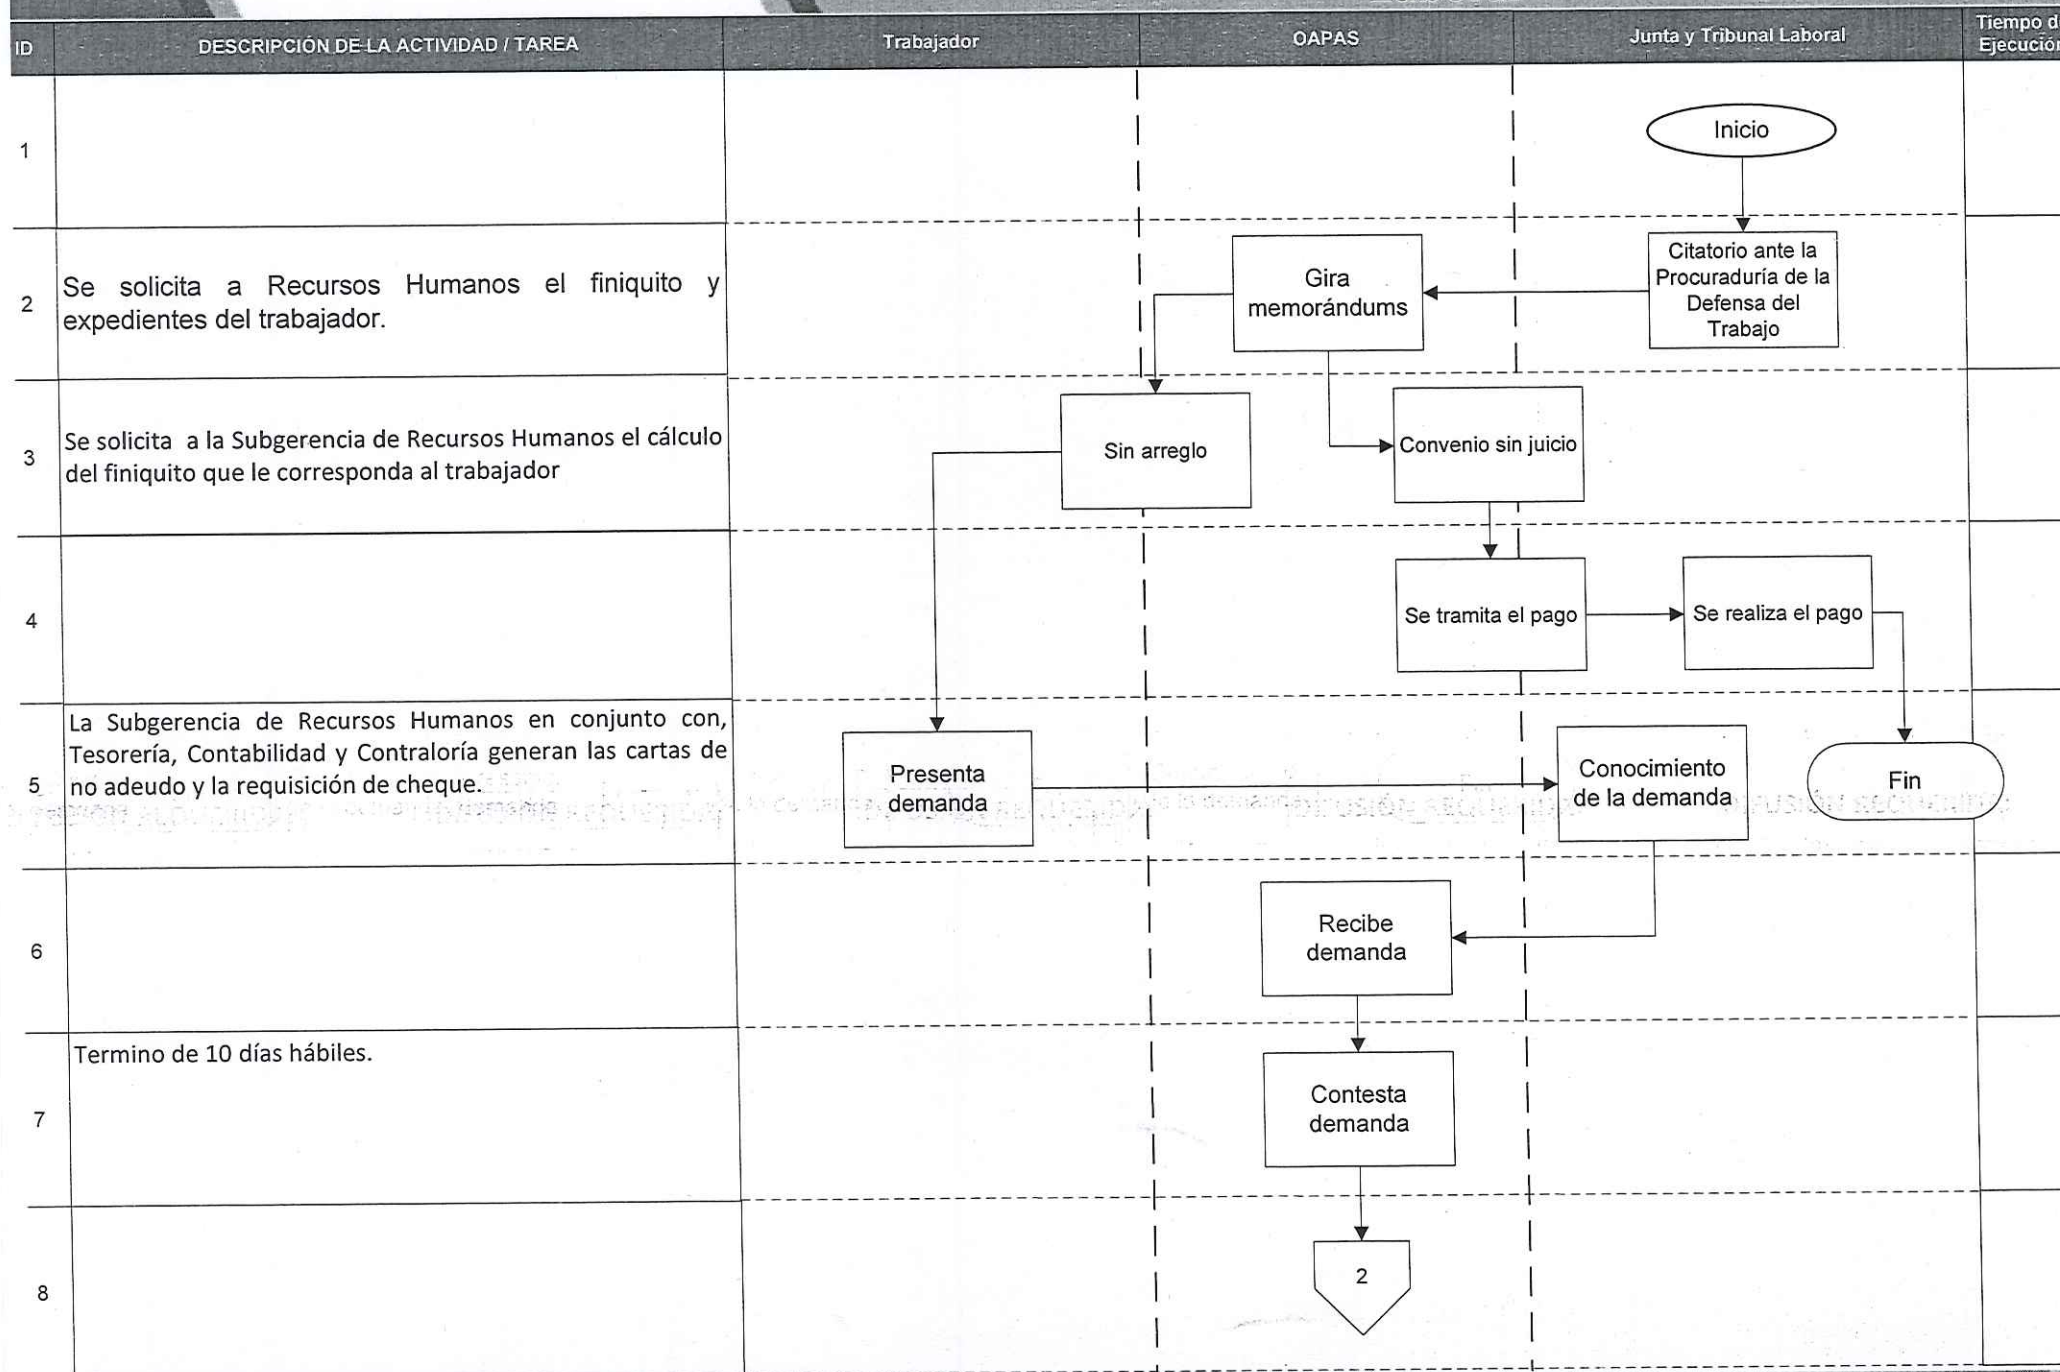 ID
DESCRIPCIÓN DE LA ACTIVIDAD / TAREA
Trabajador
OAPAS
Junta y Tribunal Laboral
Tiempo d
Ejecución
1
Inicio
2
Se solicita a Recursos Humanos el finiquito y
expedientes del trabajador.
Gira
memorándums
Citatorio ante la
Procuraduría de la
Defensa del
Trabajo
3
Se solicita a la Subgerencia de Recursos Humanos el cálculo
del finiquito que le corresponda al trabajador
Sin arreglo
Convenio sin juicio
4
Se tramita el pago
Se realiza el pago
5
La Subgerencia de Recursos Humanos en conjunto con,
Tesorería, Contabilidad y Contraloría generan las cartas de
no adeudo y la requisición de cheque.
Presenta
demanda
Conocimiento
de la demanda
Fin
6
Recibe
demanda
7
Termino de 10 días hábiles.
Contesta
demanda
8
2